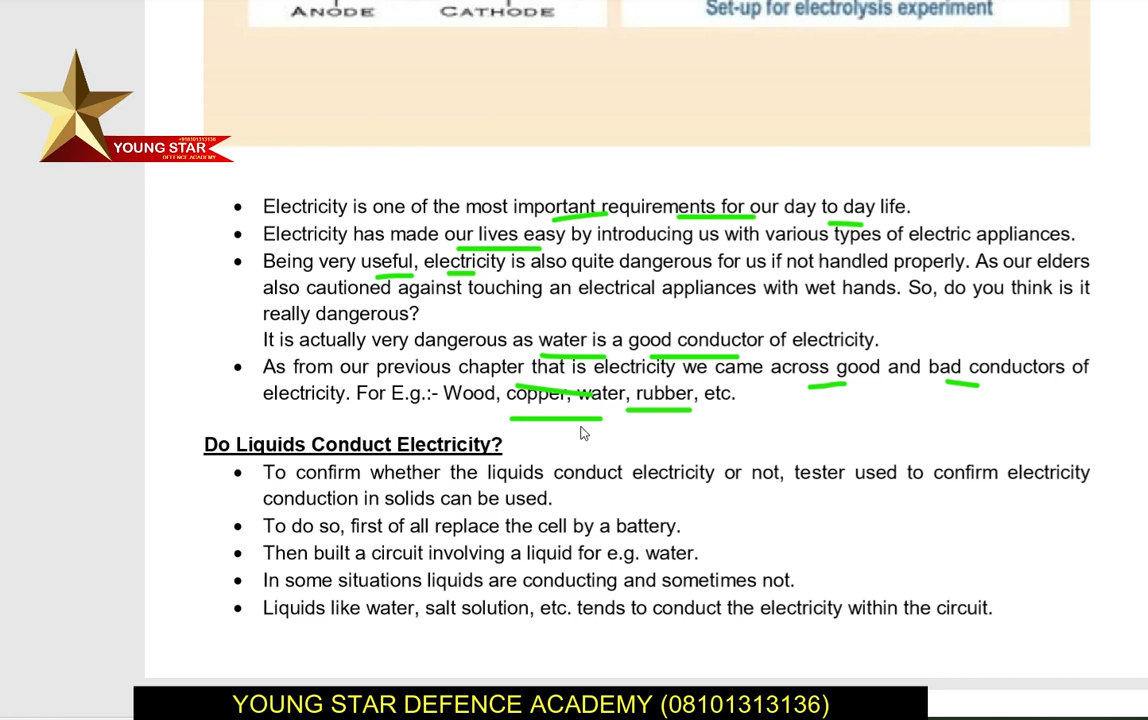 ANODE CATHODE
Set-up for electrolysis experiment
+08101313136
YOUNG STAR
DEFENCE ACADEMY
• Electricity is one of the most important requirements for our day to day life.
• Electricity has made our lives easy by introducing us with various types of electric appliances.
• Being very useful, electricity is also quite dangerous for us if not handled properly. As our elders
also cautioned against touching an electrical appliances with wet hands. So, do you think is it
really dangerous?
It is actually very dangerous as water is a good conductor of electricity.
• As from our previous chapter that is electricity we came across good and bad conductors of
electricity. For E.g.:- Wood, copper, water, rubber, etc.
Do Liquids Conduct Electricity?
• To confirm whether the liquids conduct electricity or not, tester used to confirm electricity
conduction in solids can be used.
• To do so, first of all replace the cell by a battery.
• Then built a circuit involving a liquid for e.g. water.
• In some situations liquids are conducting and sometimes not.
• Liquids like water, salt solution, etc. tends to conduct the electricity within the circuit.
YOUNG STAR DEFENCE ACADEMY (08101313136)